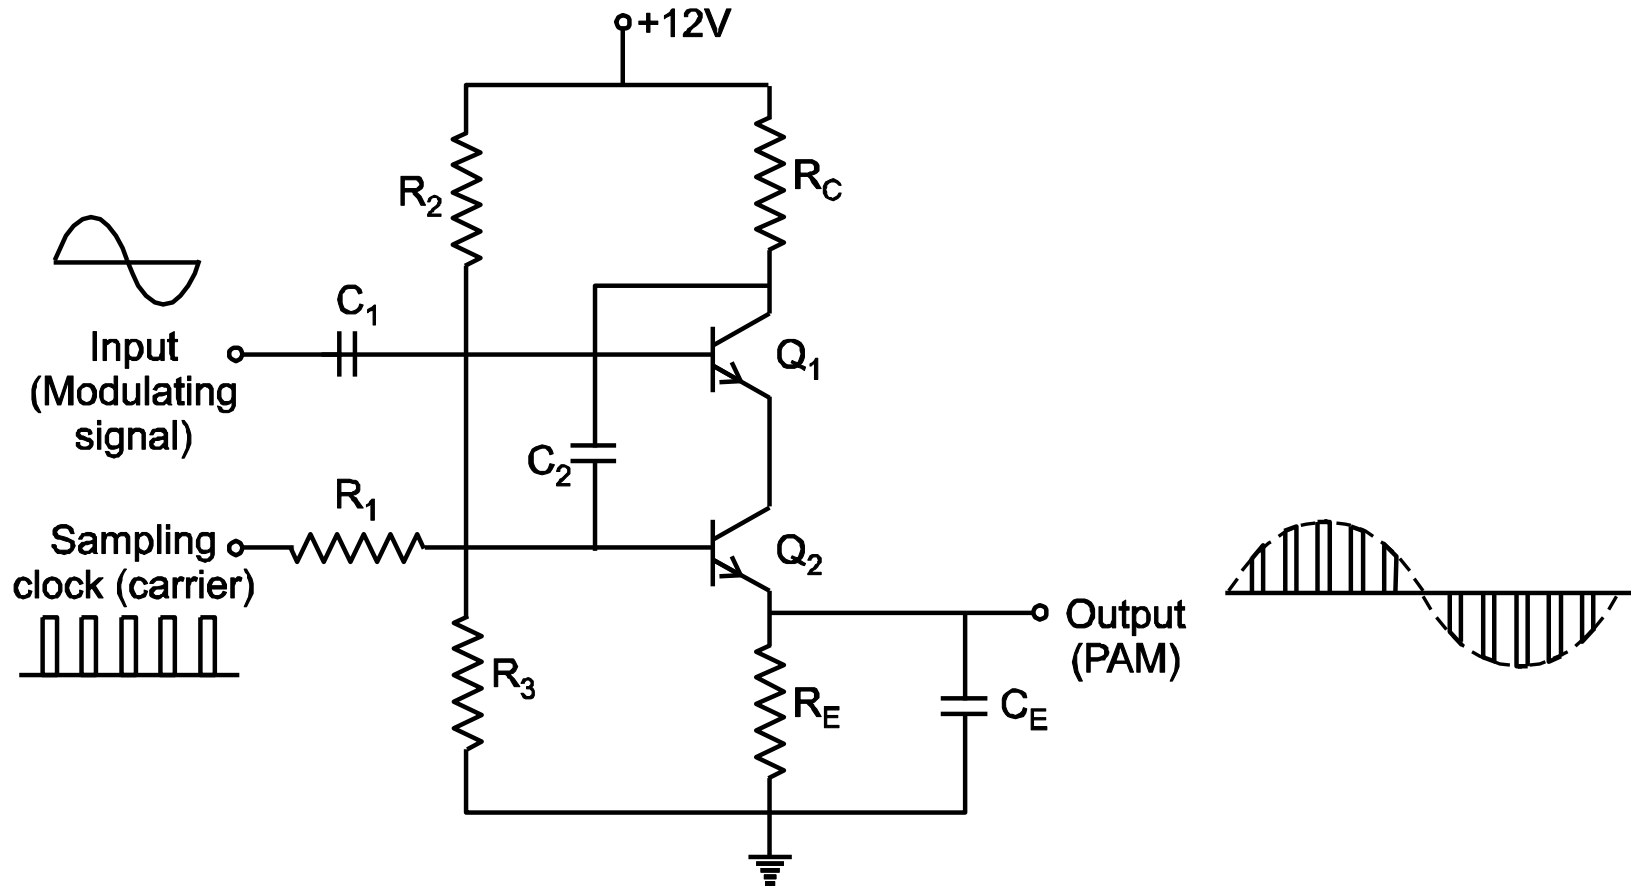 +12V
R2
RC
C1
Input
(Modulating
signal)
Q1
C2
R1
Sampling
clock (carrier)
Q2
Output
(PAM)
R3
RE
CE